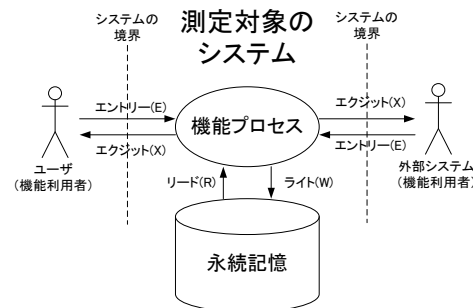 システムの
境界
測定対象の
システム
システムの
境界
エントリー(E)
エクジット(X)
機能プロセス
エクジット(X)
エントリー(E)
ユーザ
(機能利用者)
リード(R)
ライト(W)
外部システム
(機能利用者)
永続記憶